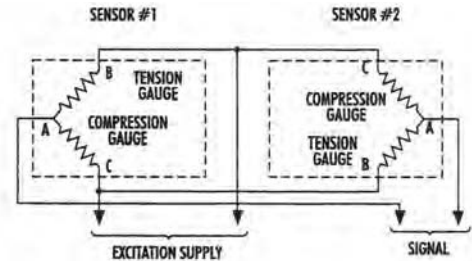 SENSOR #1
SENSOR #2
B
TENSION
GAUGE
A
COMPRESSION
GAUGE
C
C
COMPRESSION
GAUGE
A
TENSION
GAUGE
B
EXCITATION SUPPLY
SIGNAL